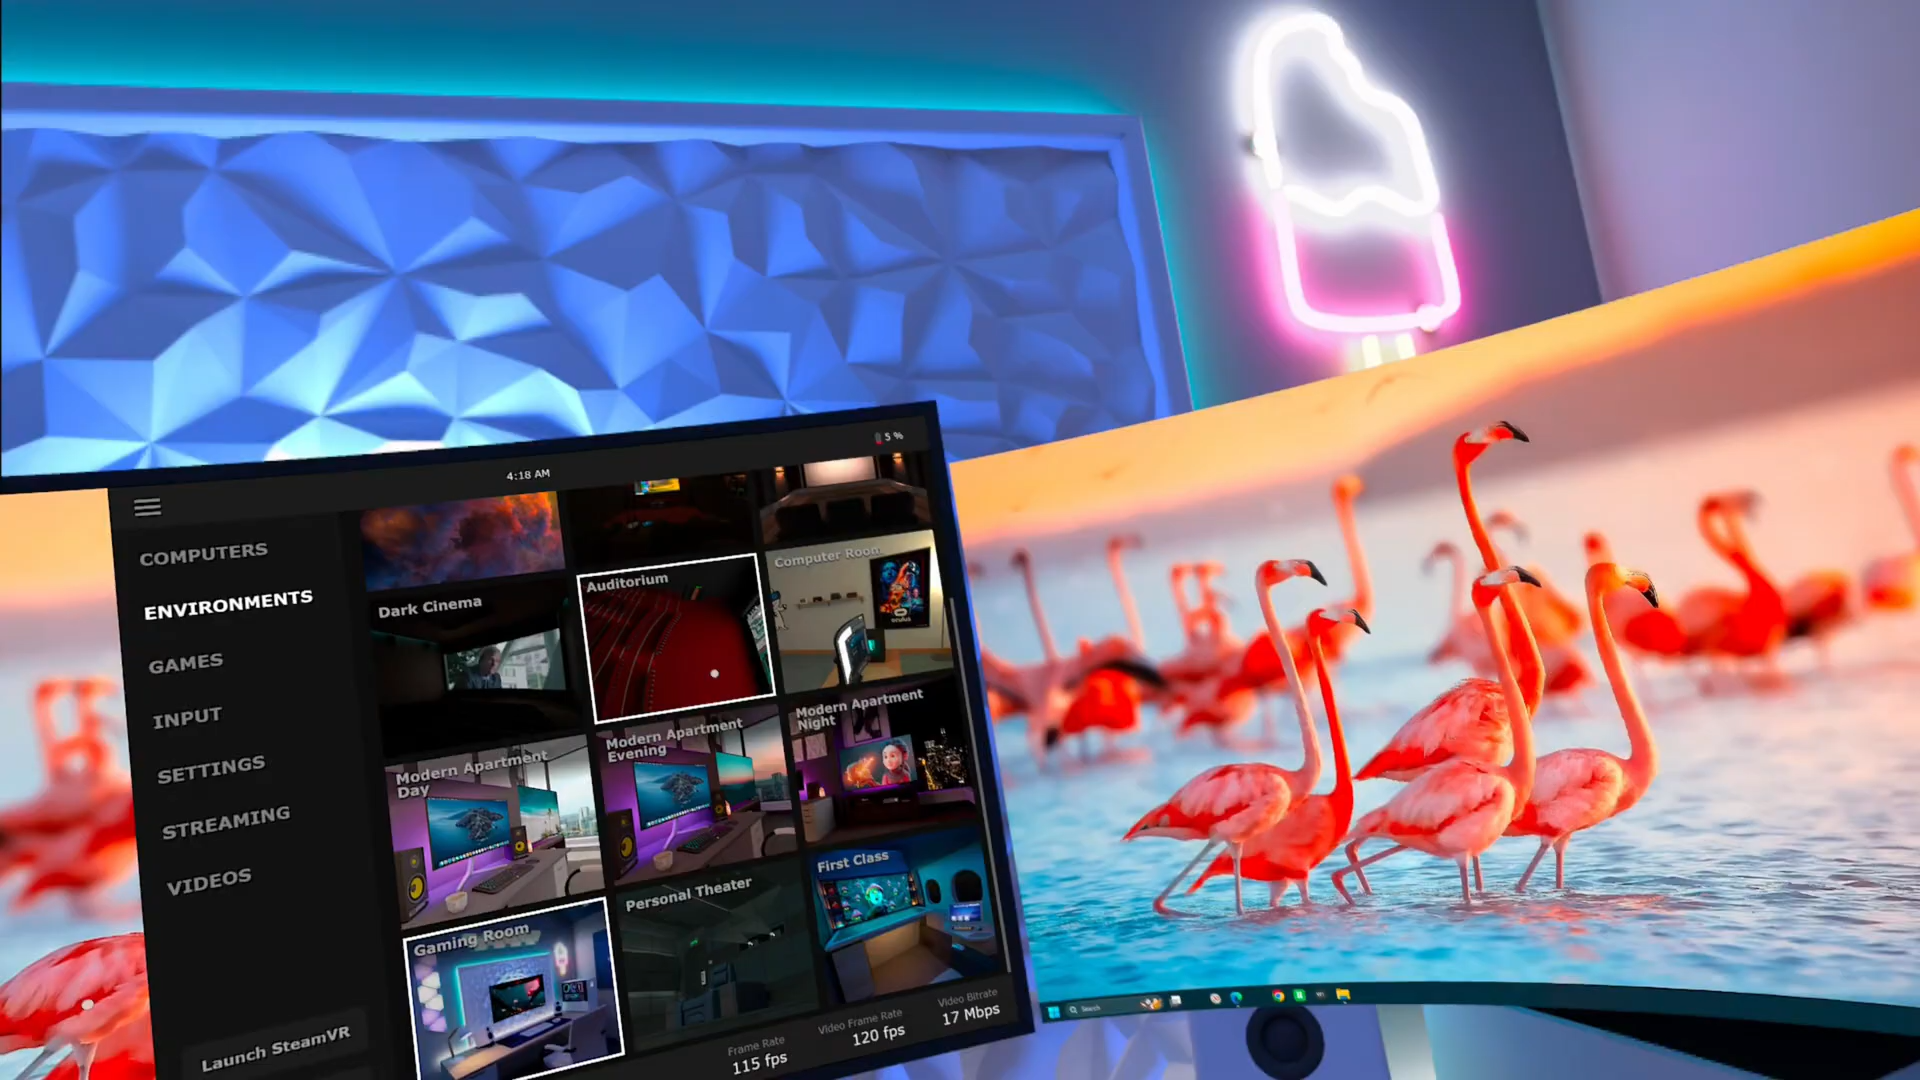 4:18 AM
5 %
COMPUTERS
ENVIRONMENTS
GAMES
INPUT
SETTINGS
STREAMING
VIDEOS
Launch SteamVR
Dark Cinema
Auditorium
Computer Room
oculus
Modern Apartment
Day
Modern Apartment
Evening
Modern Apartment
Night
Gaming Room
Personal Theater
First Class
Frame Rate
115 fps
Video Frame Rate
120 fps
Video Bitrate
17 Mbps
Search